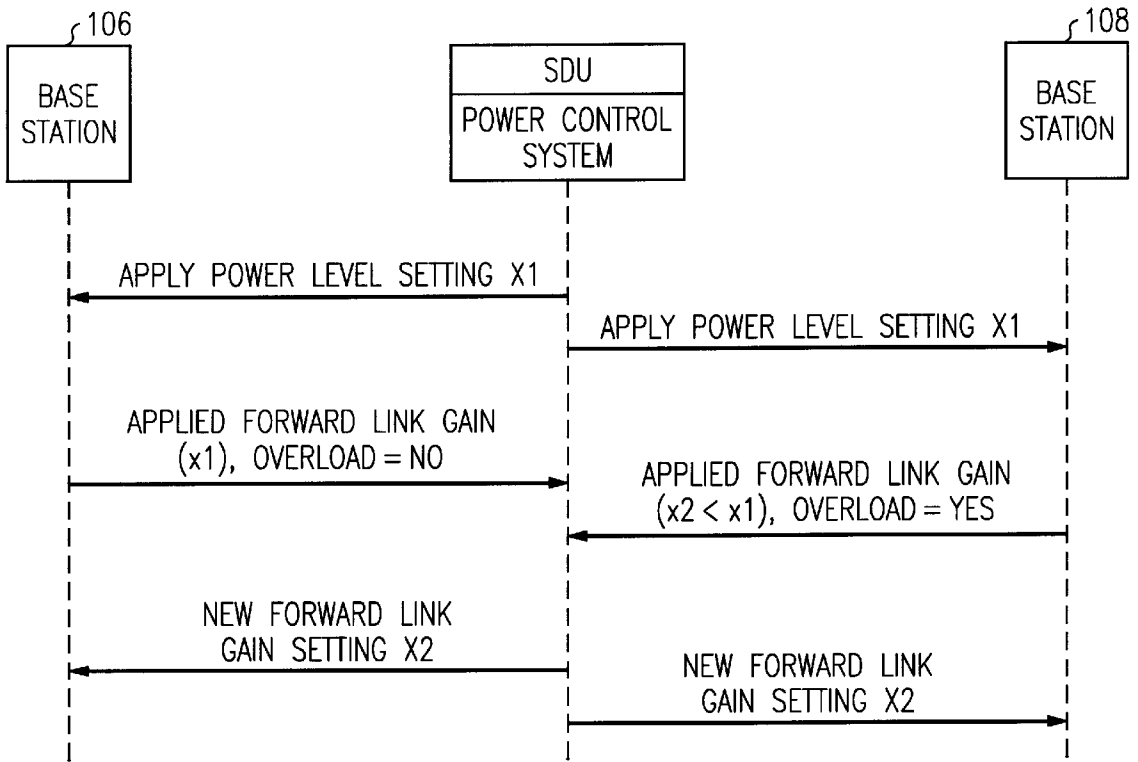 106
108
BASE
STATION
SDU
POWER CONTROL
SYSTEM
BASE
STATION
APPLY POWER LEVEL SETTING X1
APPLY POWER LEVEL SETTING X1
APPLIED FORWARD LINK GAIN
(x1), OVERLOAD = NO
APPLIED FORWARD LINK GAIN
(x2 < x1), OVERLOAD = YES
NEW FORWARD LINK
GAIN SETTING X2
NEW FORWARD LINK
GAIN SETTING X2